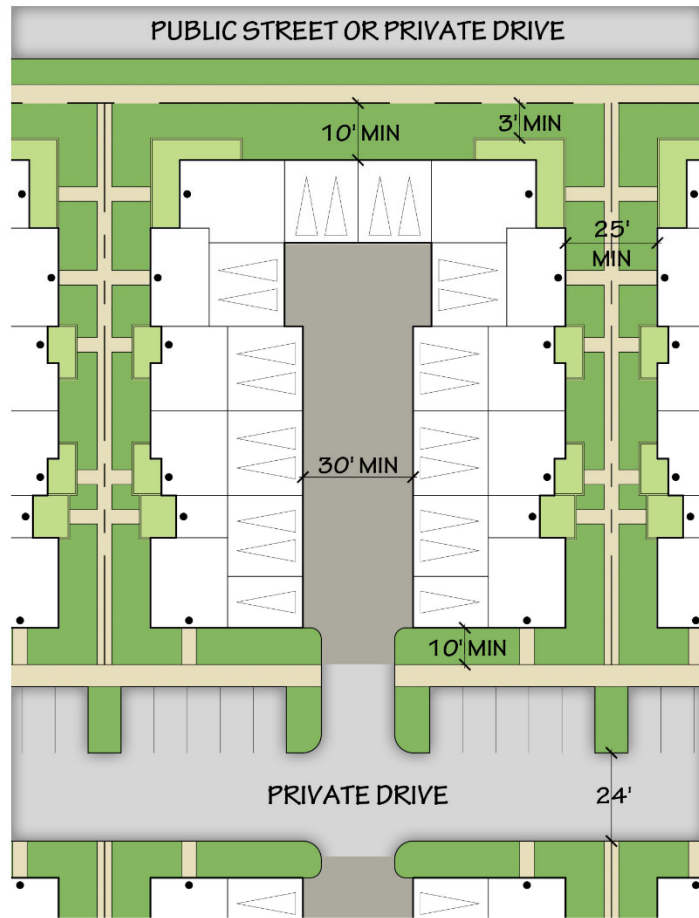 PUBLIC STREET OR PRIVATE DRIVE
10' MIN
3' MIN
25'
MIN
30' MIN
10' MIN
PRIVATE DRIVE
24'